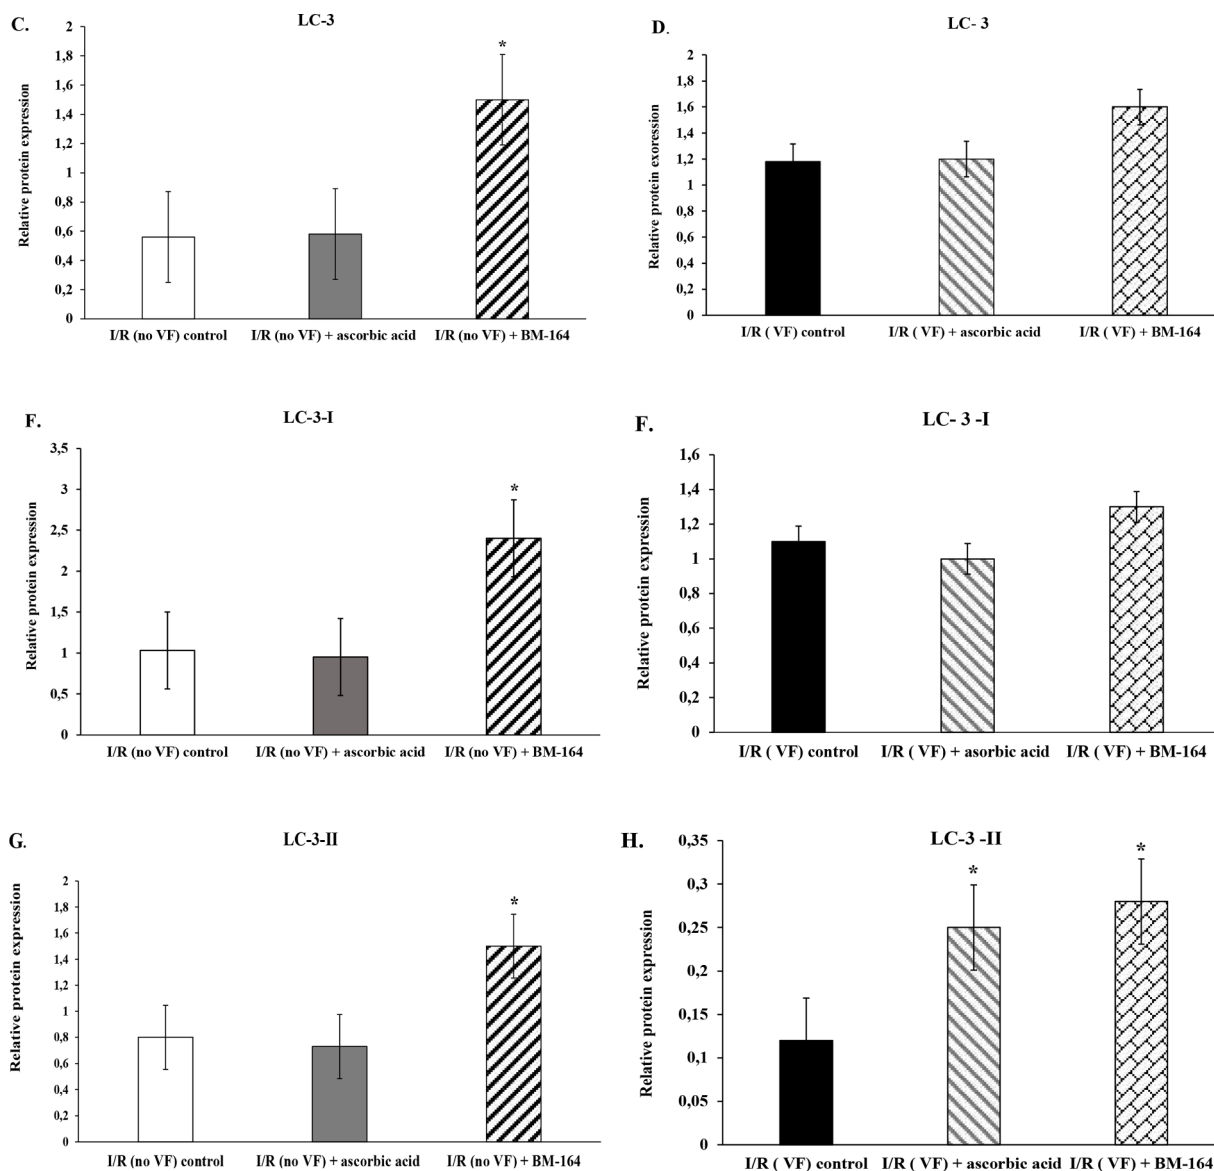 C.
LC-3
Relative protein expression
2
1,8
1,6
1,4
1,2
1
0,8
0,6
0,4
0,2
0
*
I/R (no VF) control
I/R (no VF) + ascorbic acid
I/R (no VF) + BM-164
D.
LC- 3
Relative protein exoression
2
1,8
1,6
1,4
1,2
1
0,8
0,6
0,4
0,2
0
I/R ( VF) control
I/R ( VF) + ascorbic acid
I/R ( VF) + BM-164
F.
LC-3-I
Relative protein expression
3,5
3
2,5
2
1,5
1
0,5
0
*
I/R (no VF) control
I/R (no VF) + ascorbic acid
I/R (no VF) + BM-164
F.
LC- 3 -I
Relative protein expression
1,6
1,4
1,2
1
0,8
0,6
0,4
0,2
0
I/R ( VF) control
I/R ( VF) + asorbic acid
I/R ( VF) + BM-164
G.
LC-3-II
Relative protein expression
2
1,8
1,6
1,4
1,2
1
0,8
0,6
0,4
0,2
0
*
I/R (no VF) control
I/R (no VF) + ascorbic acid
I/R (no VF) + BM-164
H.
LC-3 -II
Relative protein expression
0,35
0,3
0,25
0,2
0,15
0,1
0,05
0
*
*
I/R ( VF) control
I/R ( VF) + ascorbic acid
I/R ( VF) + BM-164